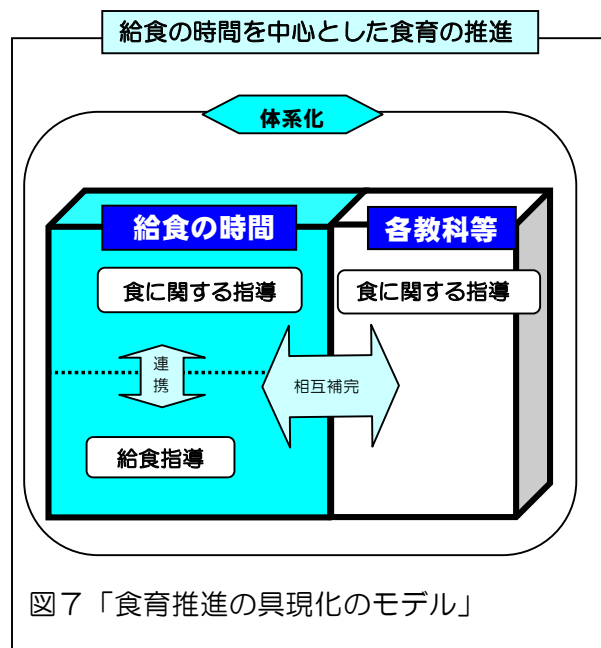 給食の時間を中心とした食育の推進
体系化
給食の時間
各教科等
食に関する指導
食に関する指導
連携
相互補完
給食指導
図７「食育推進の具現化のモデル」